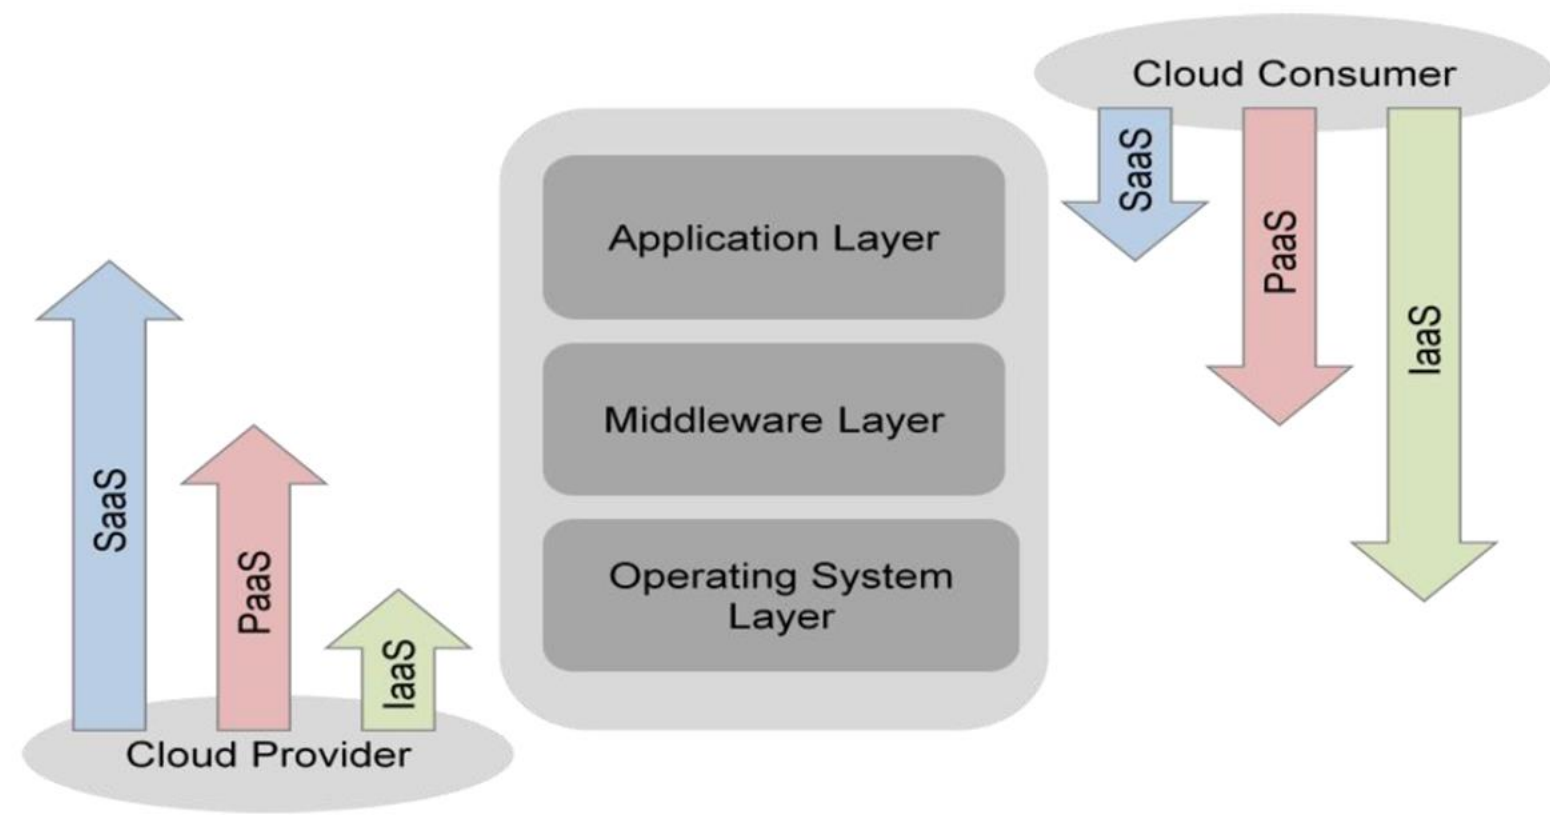 Cloud Consumer
SaaS
PaaS
IaaS
Application Layer
Middleware Layer
Operating System
Layer
SaaS
PaaS
IaaS
Cloud Provider